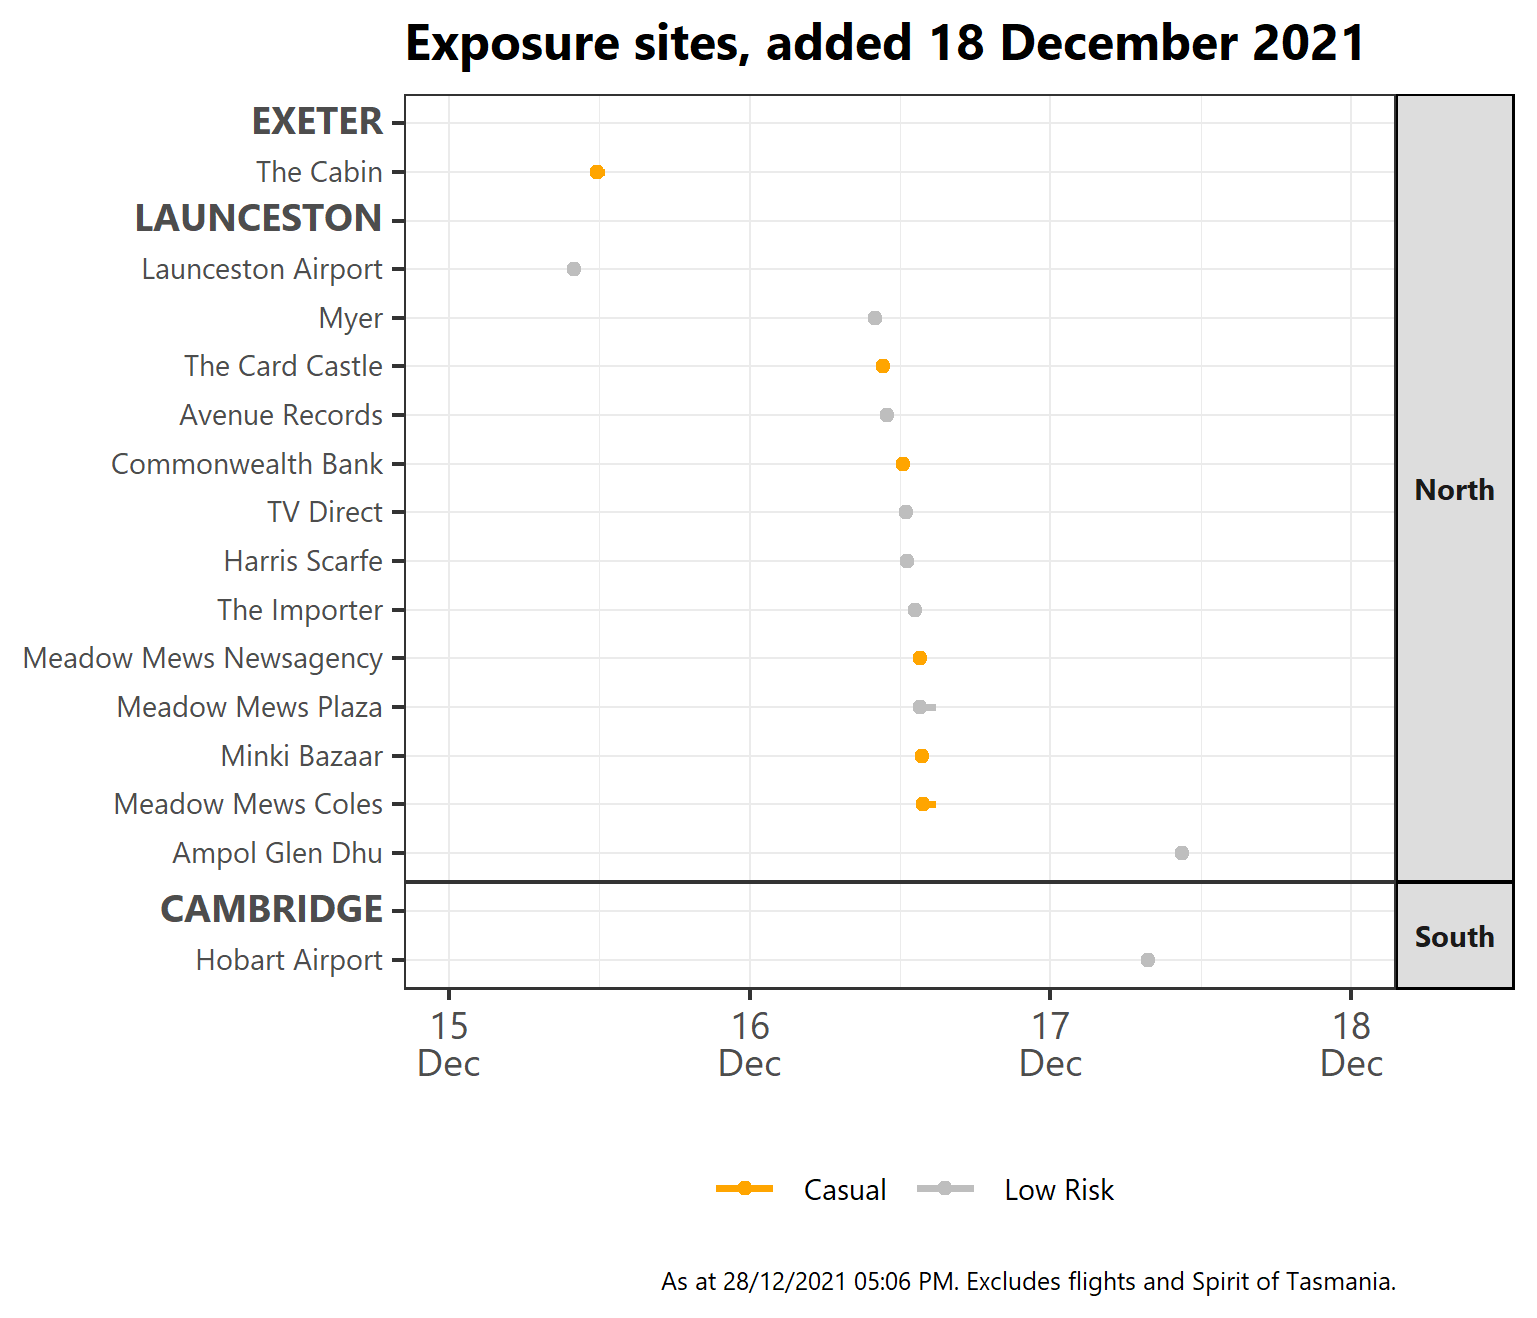 Exposure sites, added 18 December 2021
EXETER
The Cabin
LAUNCESTON
Launceston Airport
Myer
The Card Castle
Avenue Records
Commonwealth Bank
TV Direct
Harris Scarfe
The Importer
Meadow Mews Newsagency
Meadow Mews Plaza
Minki Bazaar
Meadow Mews Coles
Ampol Glen Dhu
North
CAMBRIDGE
Hobart Airport
South
15 Dec
16 Dec
17 Dec
18 Dec
Casual
Low Risk
As at 28/12/2021 05:06 PM. Excludes flights and Spirit of Tasmania.